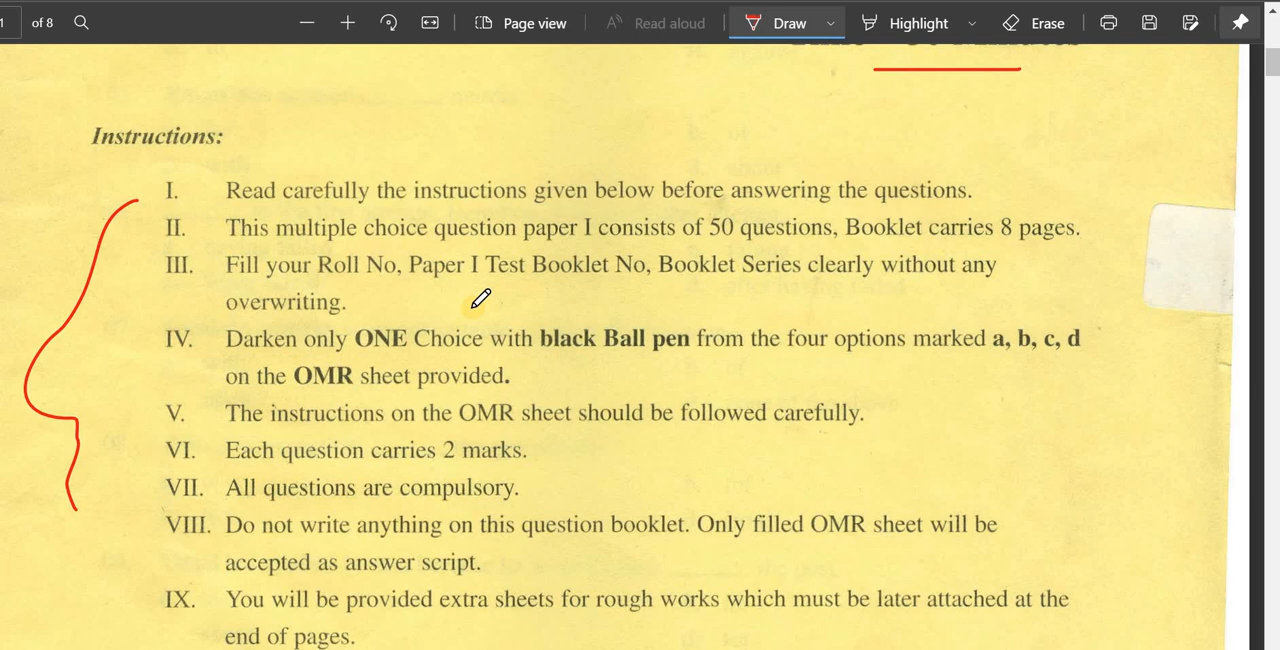 1 of 8 Page view Read aloud Draw Highlight Erase
Instructions:
I. Read carefully the instructions given below before answering the questions.
II. This multiple choice question paper I consists of 50 questions, Booklet carries 8 pages.
III. Fill your Roll No, Paper I Test Booklet No, Booklet Series clearly without any
overwriting.
IV. Darken only ONE Choice with black Ball pen from the four options marked a, b, c, d
on the OMR sheet provided.
V. The instructions on the OMR sheet should be followed carefully.
VI. Each question carries 2 marks.
VII. All questions are compulsory.
VIII. Do not write anything on this question booklet. Only filled OMR sheet will be
accepted as answer script.
IX. You will be provided extra sheets for rough works which must be later attached at the
end of pages.